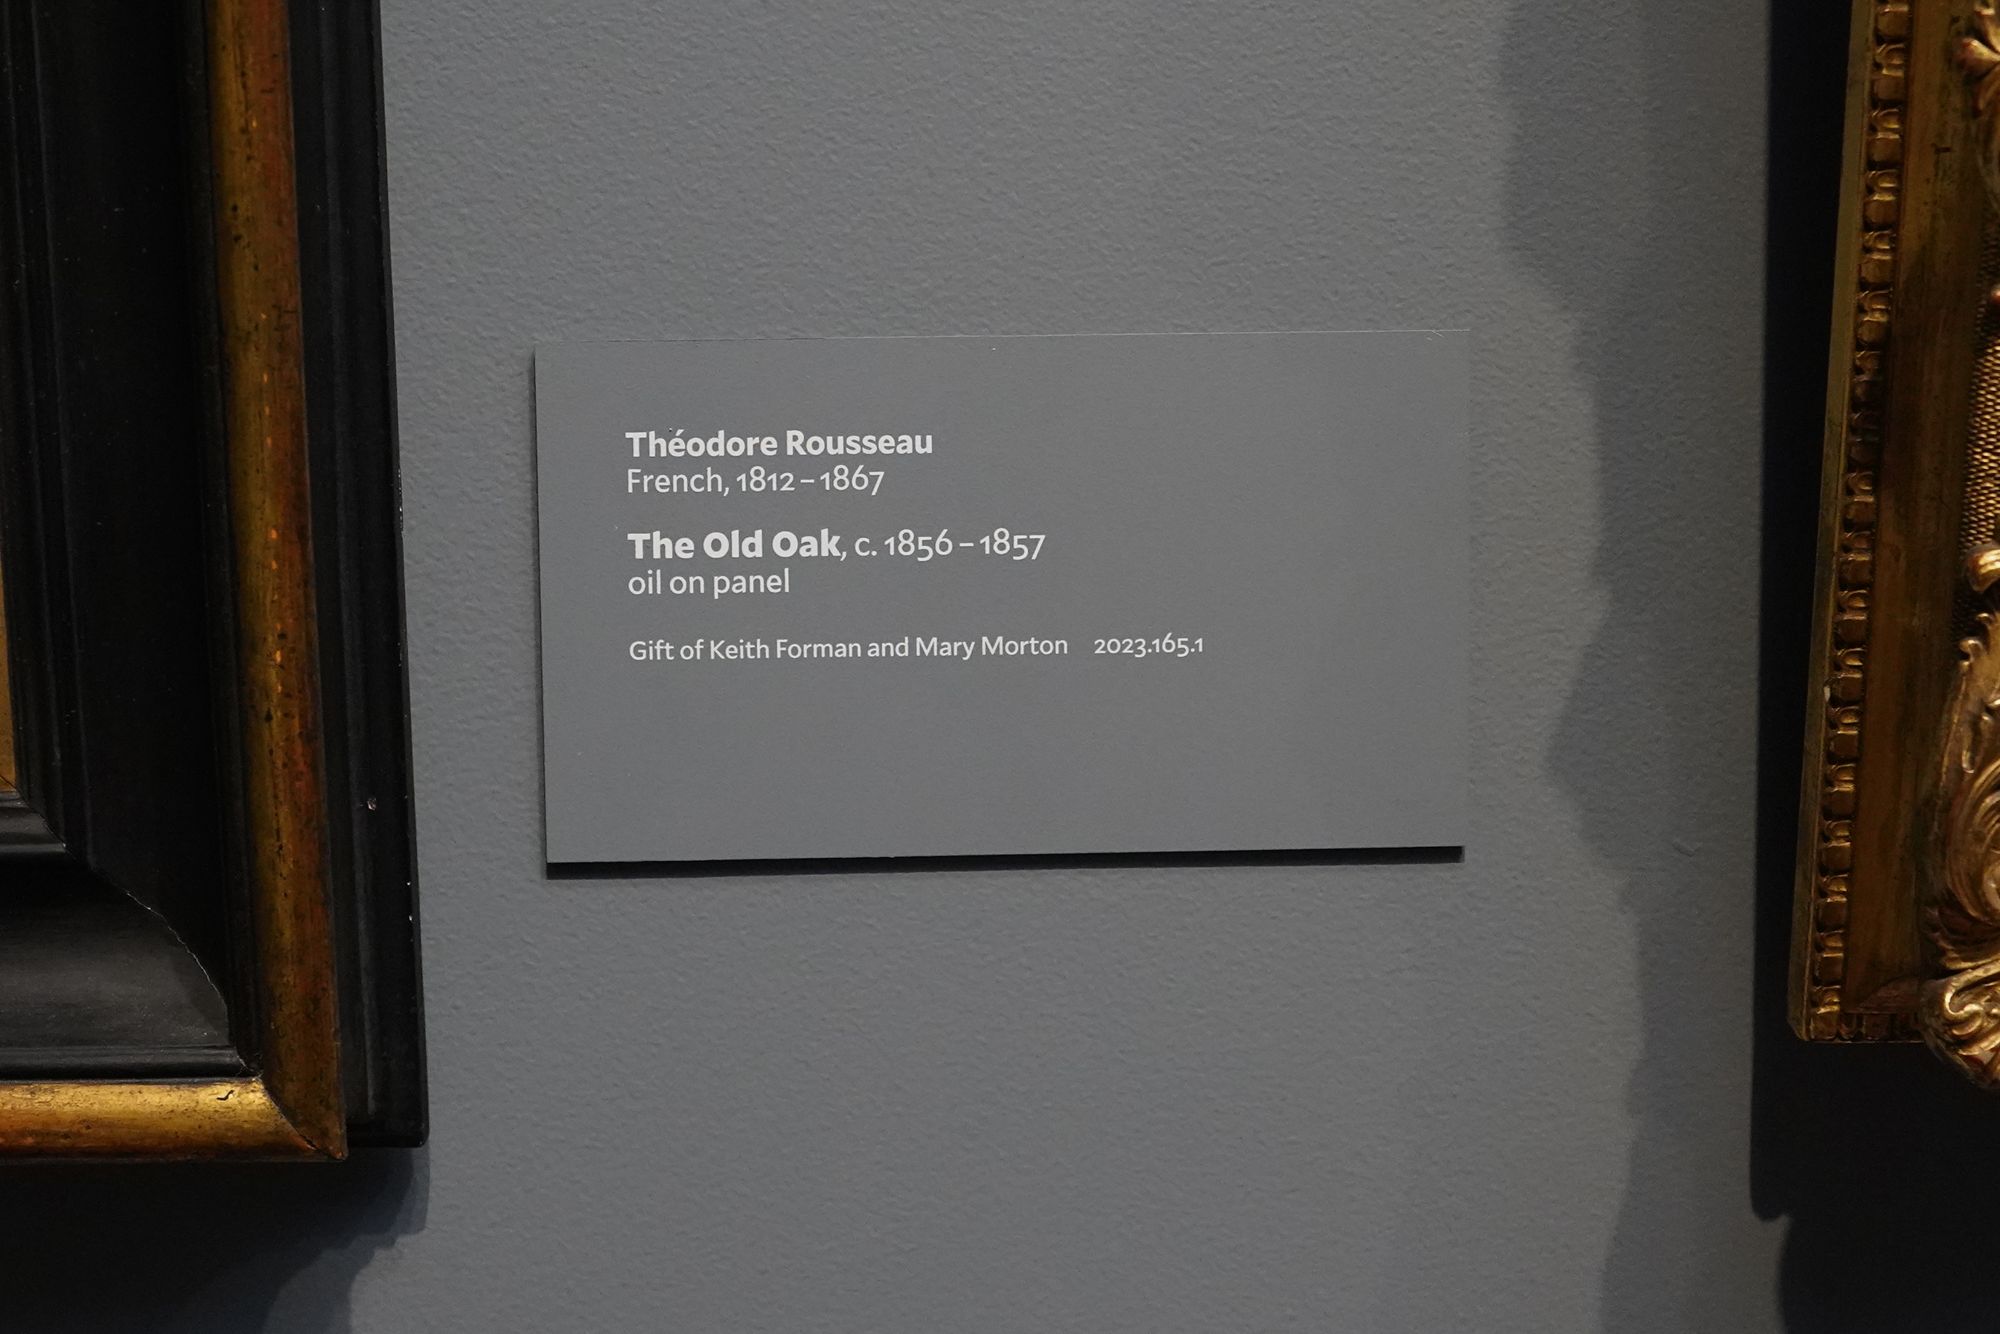 Théodore Rousseau
French, 1812 – 1867
The Old Oak, c. 1856 – 1857
oil on panel
Gift of Keith Forman and Mary Morton 2023.165.1